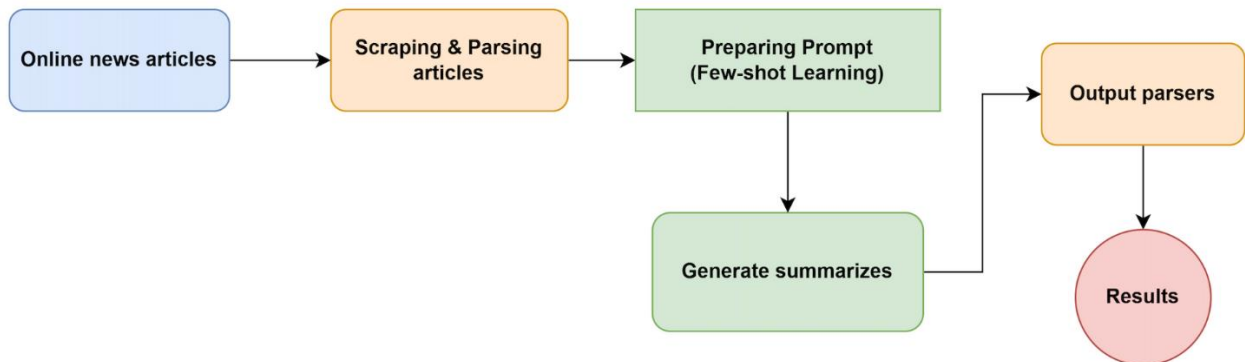 Online news articles
Scraping & Parsing
articles
Preparing Prompt
(Few-shot Learning)
Output parsers
Generate summarizes
Results